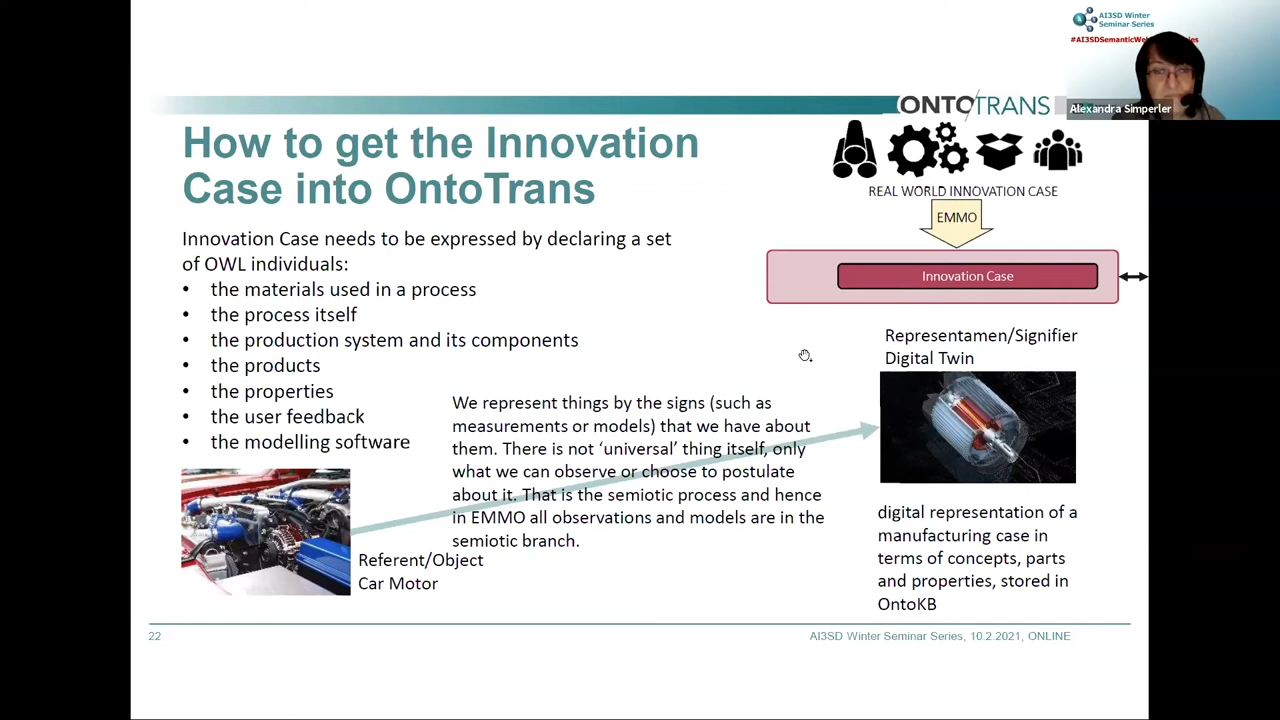 AI3SD Winter
Seminar Series
Alexandra Simperler
ONTO/TRANS
How to get the Innovation
Case into OntoTrans
REAL WORLD INNOVATION CASE
EMMO
Innovation Case
Innovation Case needs to be expressed by declaring a set
of OWL individuals:
• the materials used in a process
• the process itself
• the production system and its components
• the products
• the properties
• the user feedback
• the modelling software
We represent things by the signs (such as
measurements or models) that we have about
them. There is not ‘universal’ thing itself, only
what we can observe or choose to postulate
about it. That is the semiotic process and hence
in EMMO all observations and models are in the
semiotic branch.
Referent/Object
Car Motor
Representamen/Signifier
Digital Twin
digital representation of a
manufacturing case in
terms of concepts, parts
and properties, stored in
OntoKB
22
AI3SD Winter Seminar Series, 10.2.2021, ONLINE